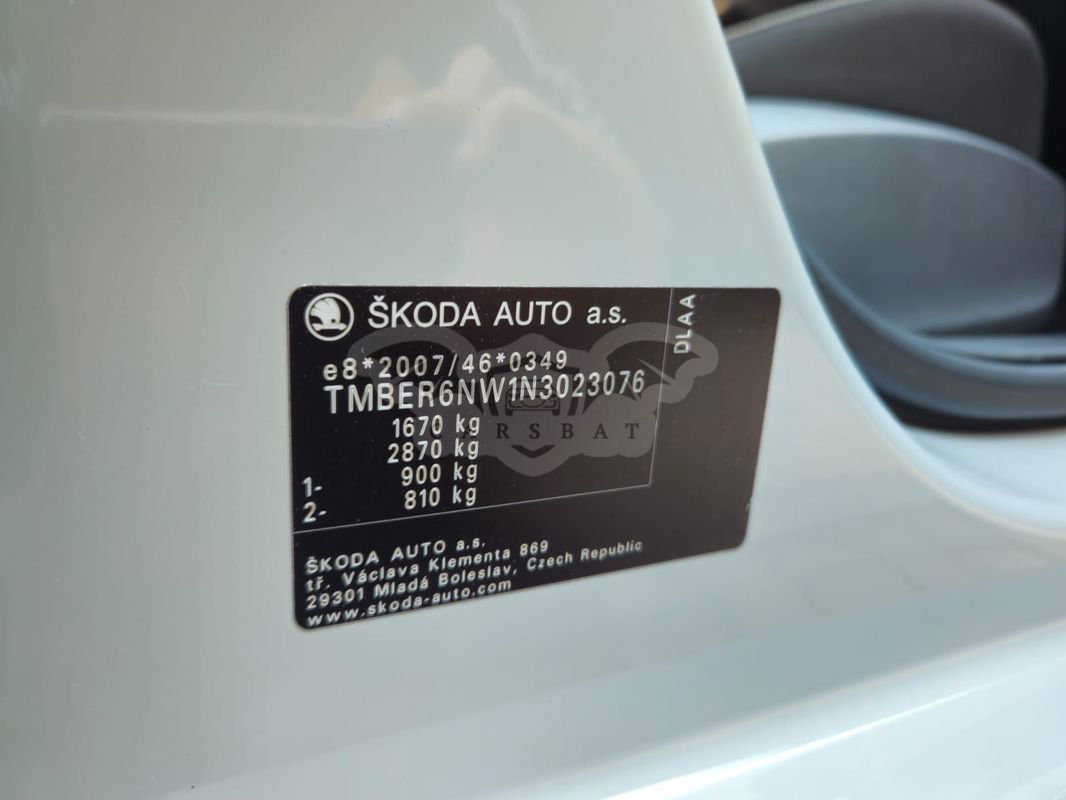 ŠKODA AUTO a.s.
DLAA
e8*2007/46*0349
TMBER6NW1N3023076
1670 kg
2870 kg
1- 900 kg
2- 810 kg
CARSBAT
ŠKODA AUTO a.s.
tř. Václava Klementa 869
29301 Mladá Boleslav, Czech Republic
www.skoda-auto.com